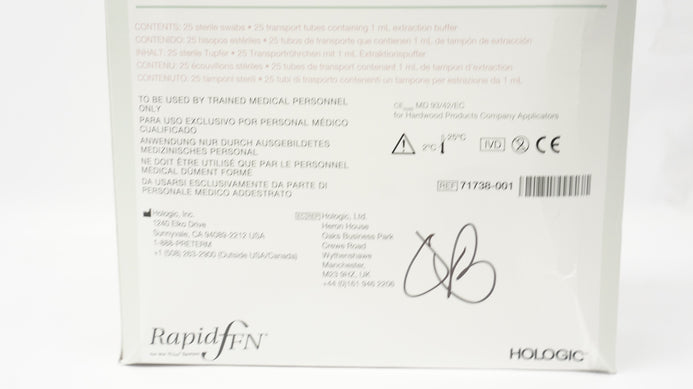 CONTENTS: 25 sterile swabs • 25 transport tubes containing 1 mL extraction buffer
CONTENIDO: 25 hisopos estériles • 25 tubos de transporte que contienen 1 mL de tampón de extracción
INHALT: 25 sterile Tupfer • 25 Transportröhrchen mit 1 mL Extraktionspuffer
CONTENU: 25 écouvillons stériles • 25 tubes de transport contenant 1 mL de tampon d'extraction
CONTENUTO: 25 tamponi sterili • 25 tubi di trasporto contenenti un tampone per estrazione da 1 mL
TO BE USED BY TRAINED MEDICAL PERSONNEL
ONLY
PARA USO EXCLUSIVO POR PERSONAL MÉDICO
CUALIFICADO
ANWENDUNG NUR DURCH AUSGEBILDETES
MEDIZINISCHES PERSONAL
NE DOIT ÊTRE UTILISÉ QUE PAR LE PERSONNEL
MÉDICAL DÛMENT FORMÉ
DA USARSI ESCLUSIVAMENTE DA PARTE DI
PERSONALE MEDICO ADDESTRATO
MD 93/42/EC
for Hardwood Products Company Applicators
2°C 25°C IVD 2 CE
REF 71738-001
Hologic, Inc.
1240 Elko Drive
Sunnyvale, CA 94089-2212 USA
1-888-PRETERM
+1 (508) 263-2900 (Outside USA/Canada)
EC REP Hologic, Ltd.
Heron House
Oaks Business Park
Crewe Road
Wythenshawe
Manchester,
M23 9HZ, UK
+44 (0)161 946 2206
Rapid fFN
HOLOGIC